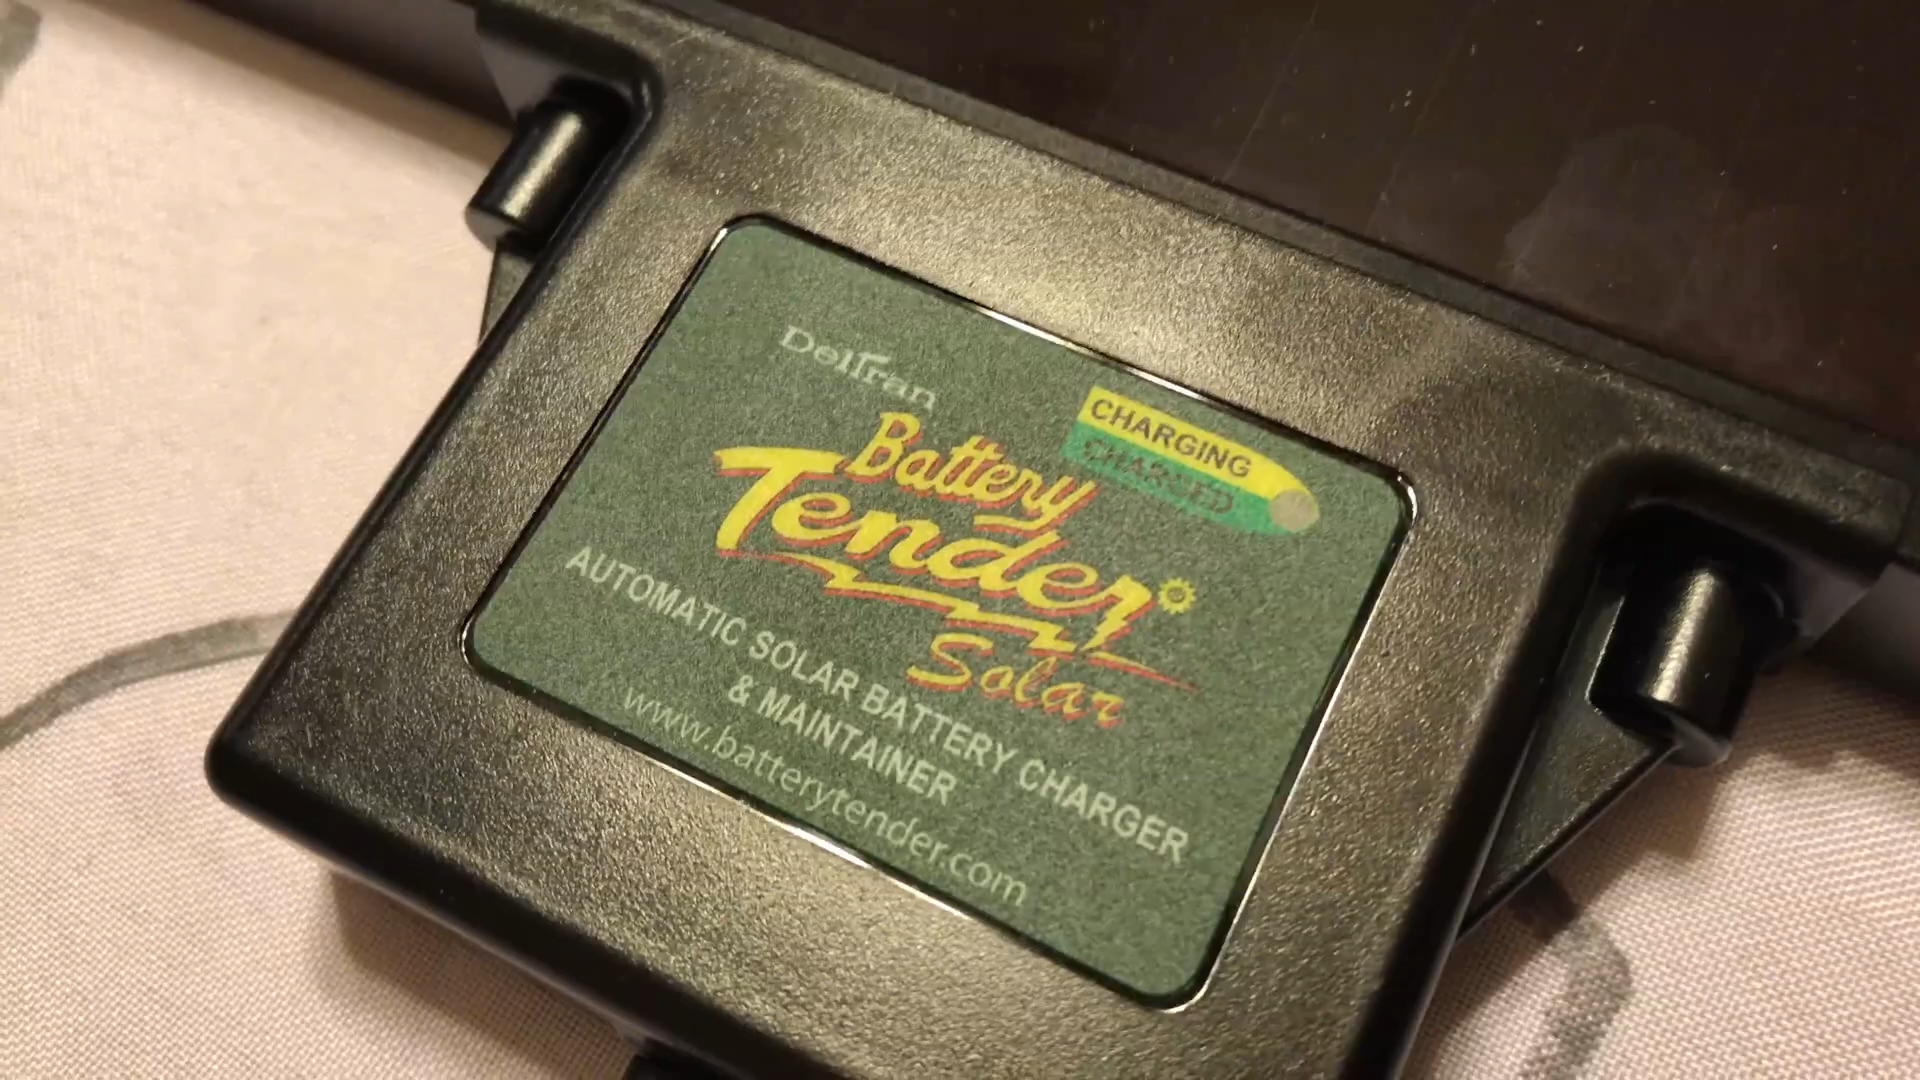 Deltran
CHARGING
CHARGED
Battery
Tender
Solar
AUTOMATIC SOLAR BATTERY CHARGER
& MAINTAINER
www.batterytender.com